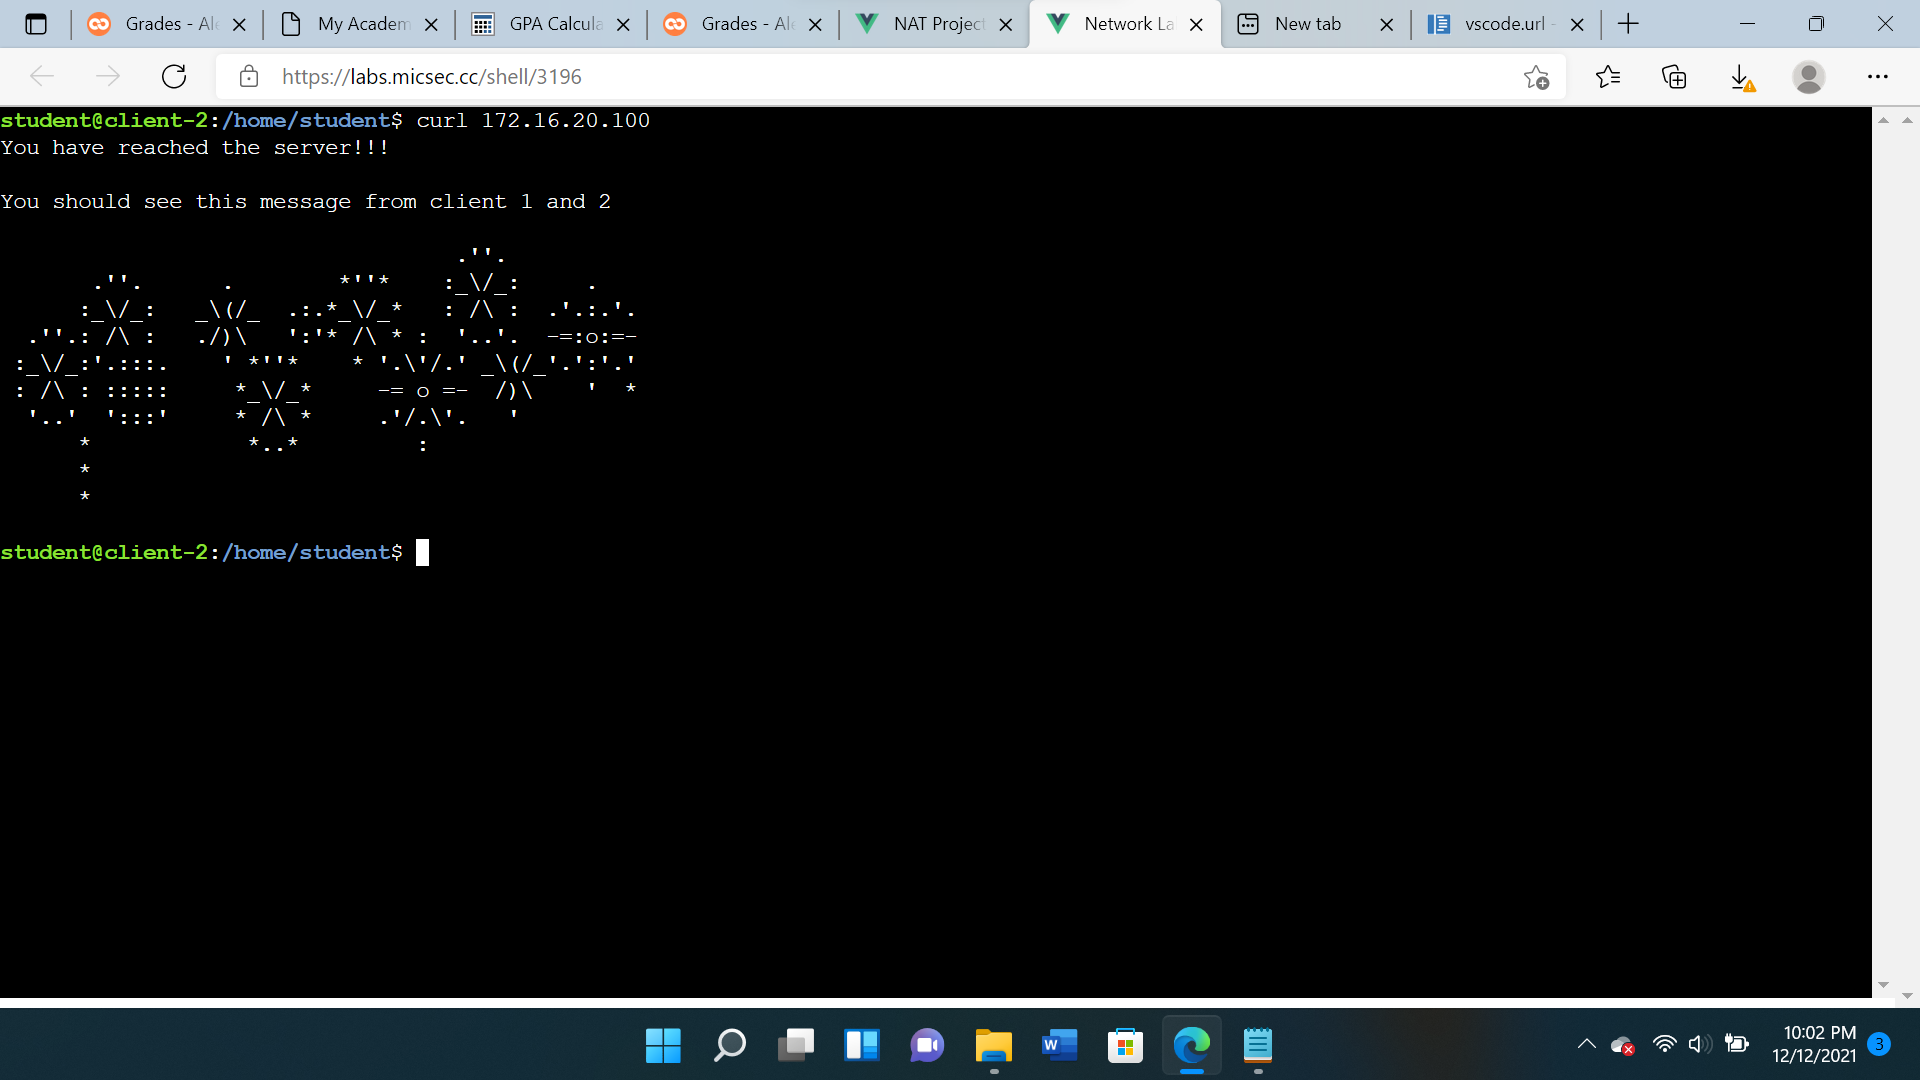 Grades - Ale
My Academ
GPA Calcula
Grades - Ale
NAT Project
Network La
New tab
vscode.url -
https://labs.micsec.cc/shell/3196
student@client-2:/home/student$ curl 172.16.20.100
You have reached the server!!!
You should see this message from client 1 and 2
                                   .''.
       .''.      .        *''*    :_\/_:     .
      :_\/_:   _\(/_  .:.*_\/_*   : /\ :  .'.:.'.
  .''.: /\ :   ./)\   ':'* /\ * :  '..'.  -=:o:=-
 :_\/_:'.:::.    ' *''*    * '.\'/.' _\(/_'.':'.'
 : /\ : :::::     *_\/_*     -= o =-  /)\    '  *
  '..'  ':::'     * /\ *     .'/.\'.   '
      *            *..*         :
      *
      *
student@client-2:/home/student$
W
10:02 PM
12/12/2021
3